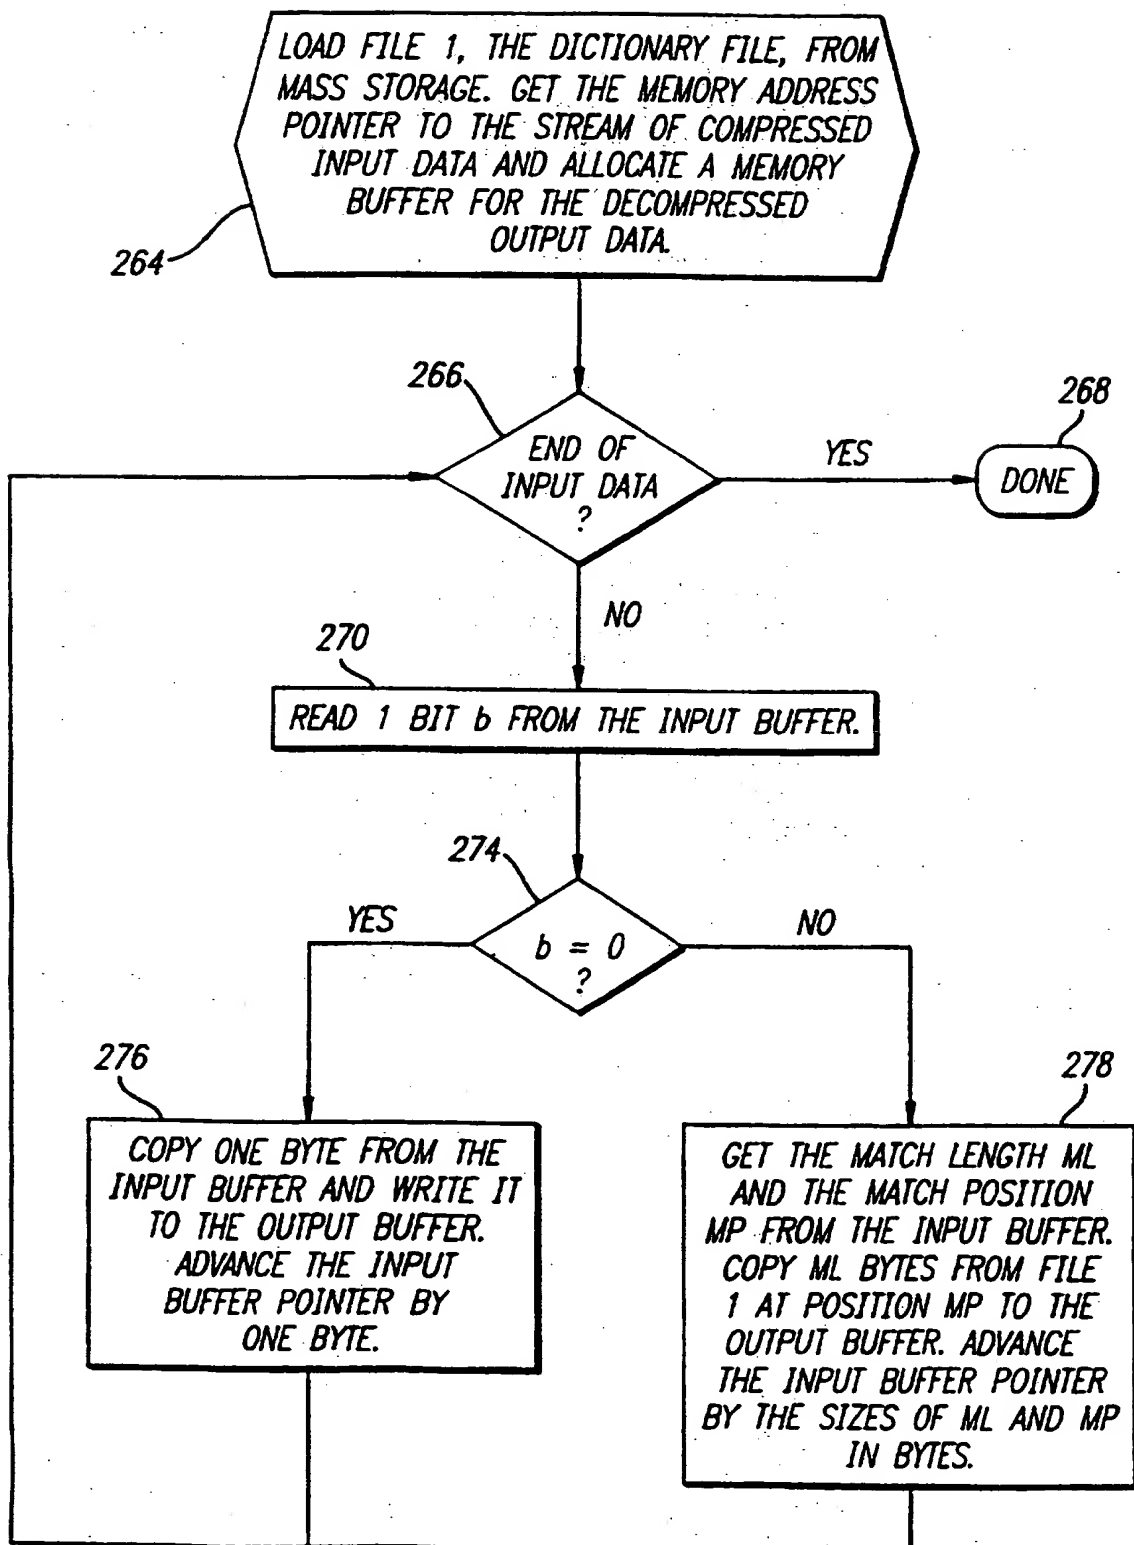 LOAD FILE 1, THE DICTIONARY FILE, FROM
MASS STORAGE. GET THE MEMORY ADDRESS
POINTER TO THE STREAM OF COMPRESSED
INPUT DATA AND ALLOCATE A MEMORY
BUFFER FOR THE DECOMPRESSED
OUTPUT DATA.
264
266
END OF
INPUT DATA
?
YES
268
DONE
NO
270
READ 1 BIT b FROM THE INPUT BUFFER.
274
b = 0
?
YES
NO
276
COPY ONE BYTE FROM THE
INPUT BUFFER AND WRITE IT
TO THE OUTPUT BUFFER.
ADVANCE THE INPUT
BUFFER POINTER BY
ONE BYTE.
278
GET THE MATCH LENGTH ML
AND THE MATCH POSITION
MP FROM THE INPUT BUFFER.
COPY ML BYTES FROM FILE
1 AT POSITION MP TO THE
OUTPUT BUFFER. ADVANCE
THE INPUT BUFFER POINTER
BY THE SIZES OF ML AND MP
IN BYTES.